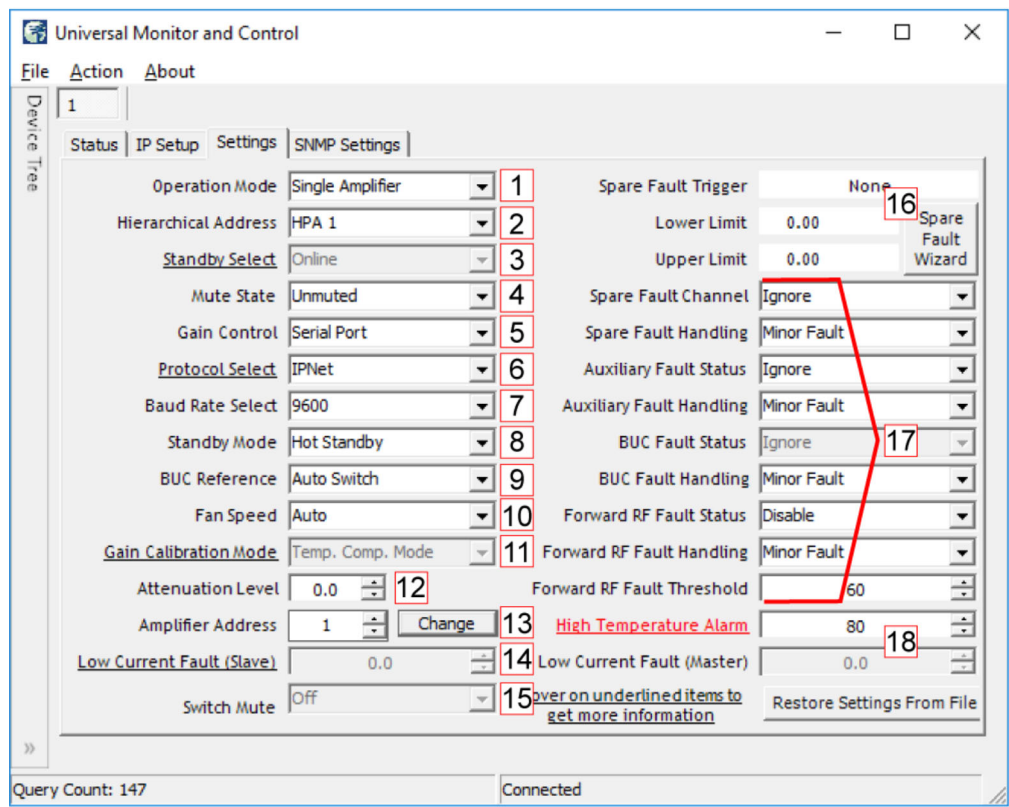 Universal Monitor and Control
File Action About
Device Tree
1
Status IP Setup Settings SNMP Settings
Operation Mode Single Amplifier 1 Spare Fault Trigger None
Hierarchical Address HPA 1 2 Lower Limit 0.00 16 Spare Fault Wizard
Standby Select Online 3 Upper Limit 0.00
Mute State Unmuted 4 Spare Fault Channel Ignore
Gain Control Serial Port 5 Spare Fault Handling Minor Fault
Protocol Select IPNet 6 Auxiliary Fault Status Ignore
Baud Rate Select 9600 7 Auxiliary Fault Handling Minor Fault
Standby Mode Hot Standby 8 BUC Fault Status Ignore 17
BUC Reference Auto Switch 9 BUC Fault Handling Minor Fault
Fan Speed Auto 10 Forward RF Fault Status Disable
Gain Calibration Mode Temp. Comp. Mode 11 Forward RF Fault Handling Minor Fault
Attenuation Level 0.0 12 Forward RF Fault Threshold 60
Amplifier Address 1 Change 13 High Temperature Alarm 80
Low Current Fault (Slave) 0.0 14 Low Current Fault (Master) 0.0 18
Switch Mute Off 15 over on underlined items to
get more information
Restore Settings From File
»
Query Count: 147 Connected